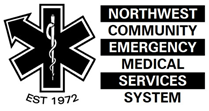 NORTHWEST
COMMUNITY
EMERGENCY
MEDICAL
SERVICES
SYSTEM
EST 1972